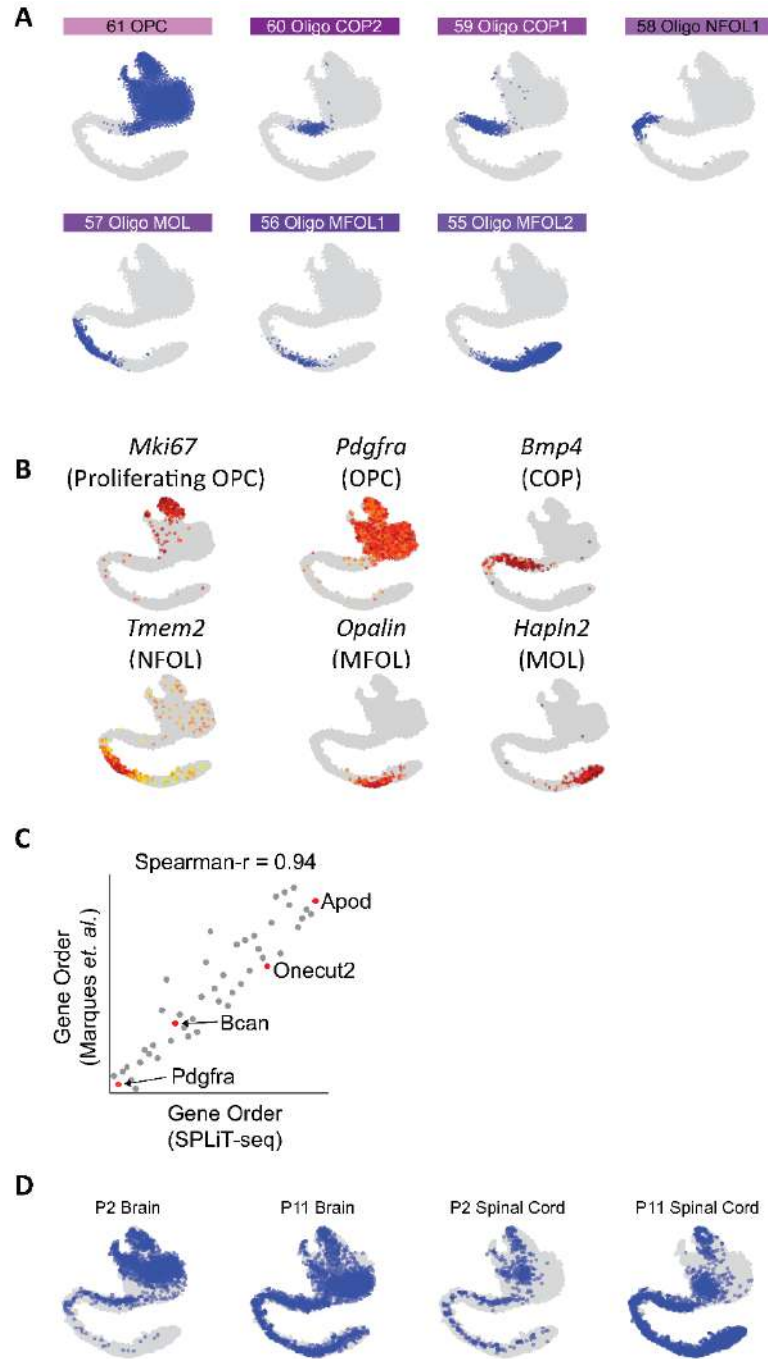 A
61 OPC
60 Oligo COP2
59 Oligo COP1
58 Oligo NFOL1
57 Oligo MOL
56 Oligo MFOL1
55 Oligo MFOL2
B
Mki67
(Proliferating OPC)
Pdgfra
(OPC)
Bmp4
(COP)
Tmem2
(NFOL)
Opalin
(MFOL)
Hapln2
(MOL)
C
Spearman-r = 0.94
Gene Order
(Marques et. al.)
Apod
Onecut2
Bcan
Pdgfra
Gene Order
(SPLiT-seq)
D
P2 Brain
P11 Brain
P2 Spinal Cord
P11 Spinal Cord